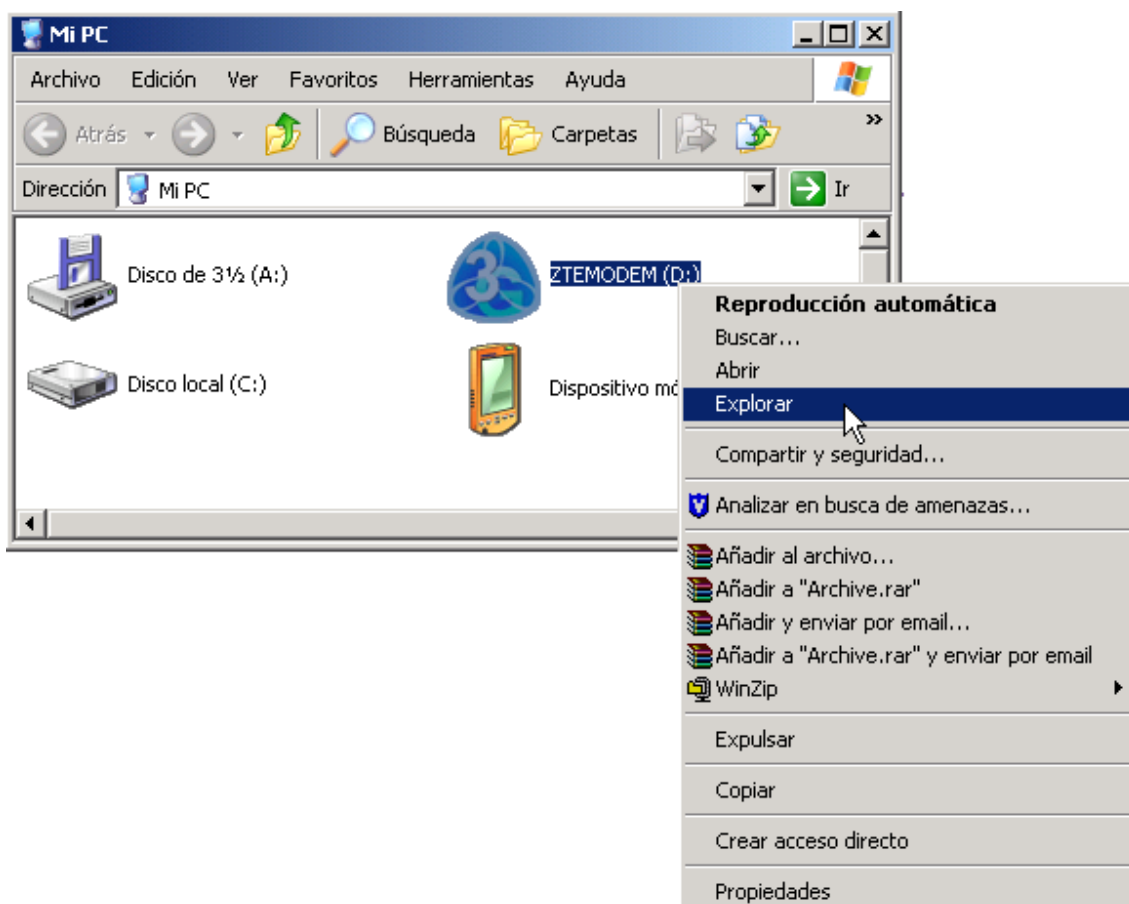 Mi PC
Archivo Edición Ver Favoritos Herramientas Ayuda
Atrás Búsqueda Carpetas »
Dirección Mi PC Ir
Disco de 3½ (A:)
ZTEMODEM (D:)
3G
Disco local (C:)
Dispositivo mó
Reproducción automática
Buscar...
Abrir
Explorar
Compartir y seguridad...
Analizar en busca de amenazas...
Añadir al archivo...
Añadir a "Archive.rar"
Añadir y enviar por email...
Añadir a "Archive.rar" y enviar por email
WinZip
Expulsar
Copiar
Crear acceso directo
Propiedades